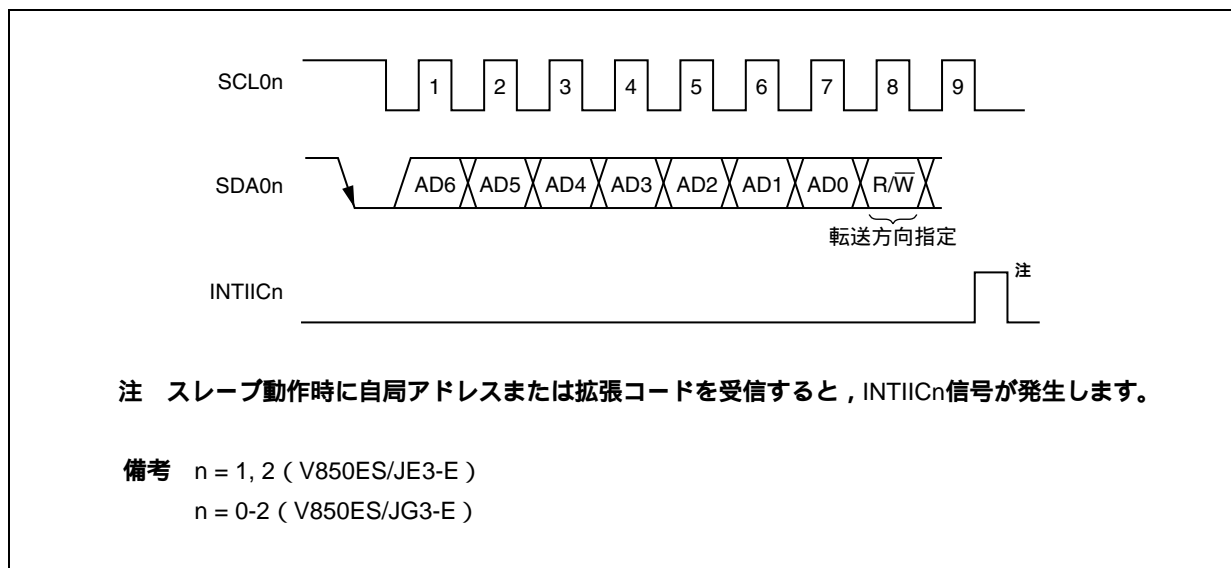 SCL0n 1 2 3 4 5 6 7 8 9
SDA0n AD6 AD5 AD4 AD3 AD2 AD1 AD0 R/W̅
転送方向指定
INTIICn 注
注 スレーブ動作時に自局アドレスまたは拡張コードを受信すると，INTIICn信号が発生します。
備考 n = 1, 2（V850ES/JE3-E）
n = 0-2（V850ES/JG3-E）